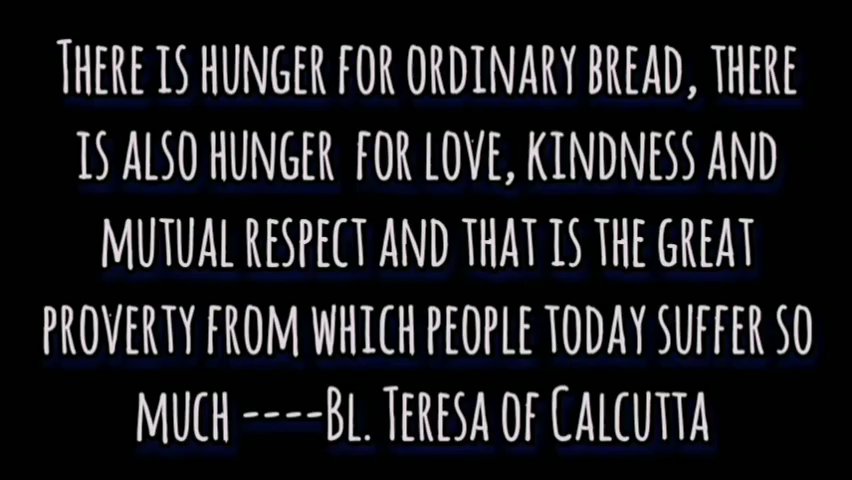 There is hunger for ordinary bread, there
is also hunger for love, kindness and
mutual respect and that is the great
proverty from which people today suffer so
much ----Bl. Teresa of Calcutta